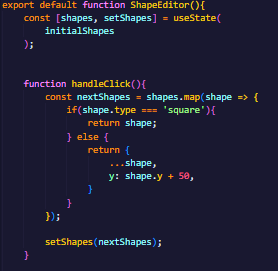 export default function ShapeEditor(){
    const [shapes, setShapes] = useState(
        initialShapes
    );

    function handleClick(){
        const nextShapes = shapes.map(shape => {
            if(shape.type === 'square'){
                return shape;
            } else {
                return {
                    ...shape,
                    y: shape.y + 50,
                }
            }
        });

        setShapes(nextShapes);
    }